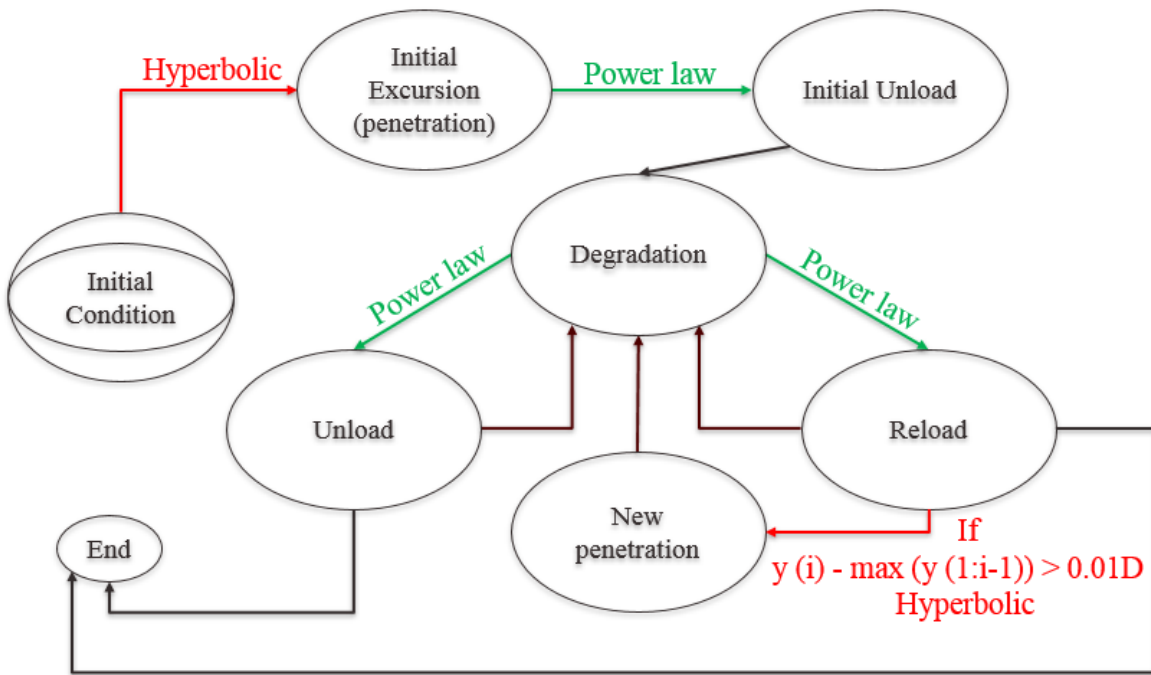 Hyperbolic
Initial
Excursion
(penetration)
Power law
Initial Unload
Initial
Condition
Degradation
Power law
Power law
Unload
Reload
New
penetration
End
If
y (i) - max (y (1:i-1)) > 0.01D
Hyperbolic